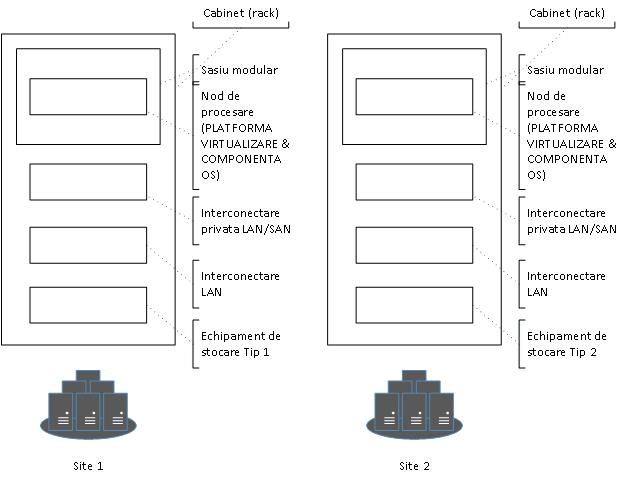 Cabinet (rack)
Sasiu modular
Nod de
procesare
(PLATFORMA
VIRTUALIZARE &
COMPONENTA
OS)
Interconectare
privata LAN/SAN
Interconectare
LAN
Echipament de
stocare Tip 1
Site 1
Cabinet (rack)
Sasiu modular
Nod de
procesare
(PLATFORMA
VIRTUALIZARE &
COMPONENTA
OS)
Interconectare
privata LAN/SAN
Interconectare
LAN
Echipament de
stocare Tip 2
Site 2